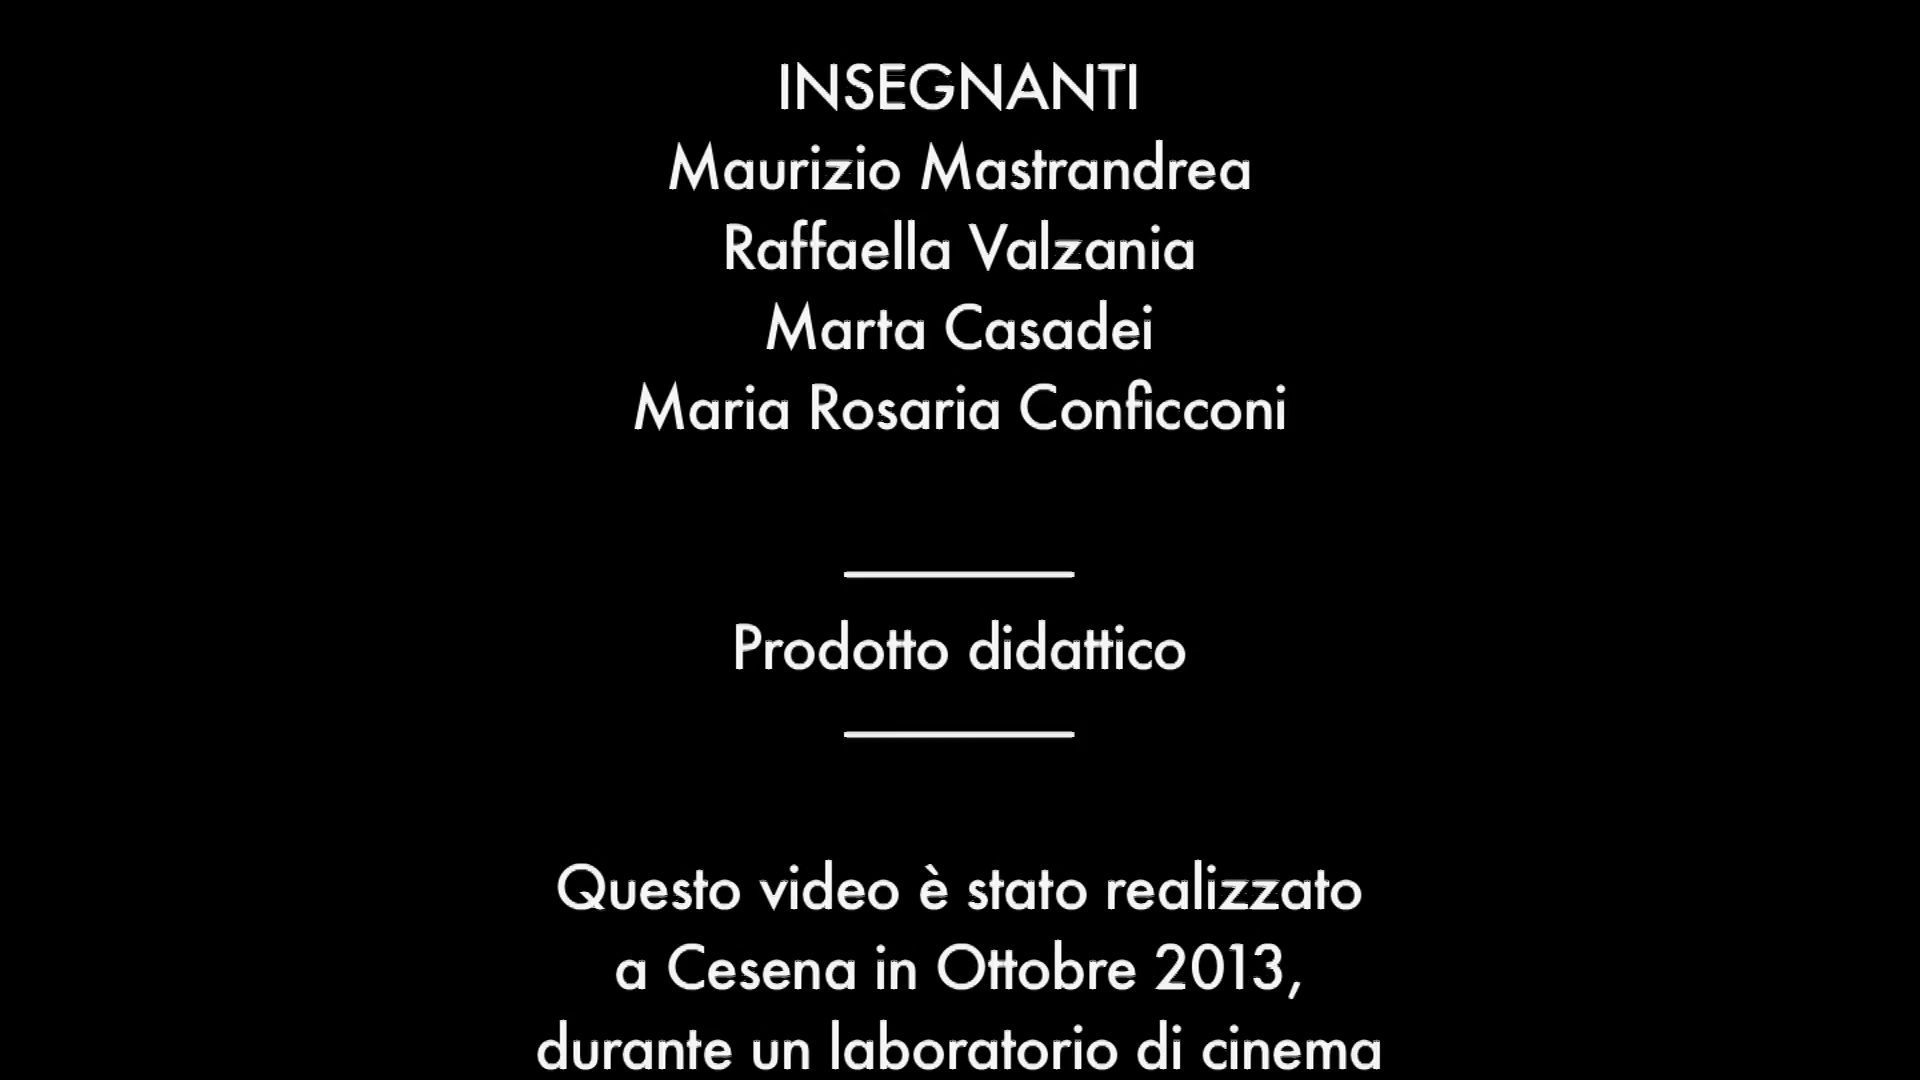 INSEGNANTI
Maurizio Mastrandrea
Raffaella Valzania
Marta Casadei
Maria Rosaria Conficconi
Prodotto didattico
Questo video è stato realizzato
a Cesena in Ottobre 2013,
durante un laboratorio di cinema